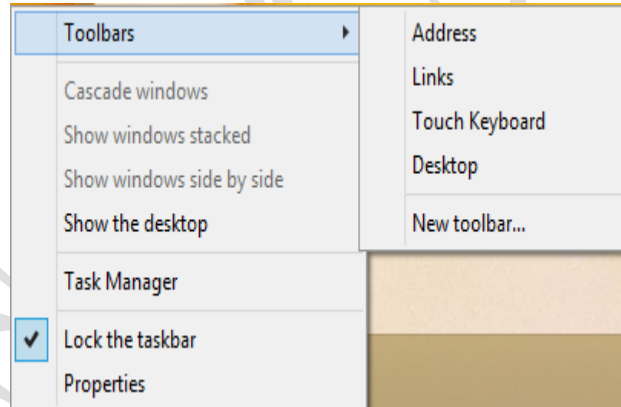 Toolbars
Cascade windows
Show windows stacked
Show windows side by side
Show the desktop
Task Manager
Lock the taskbar
Properties
Address
Links
Touch Keyboard
Desktop
New toolbar...